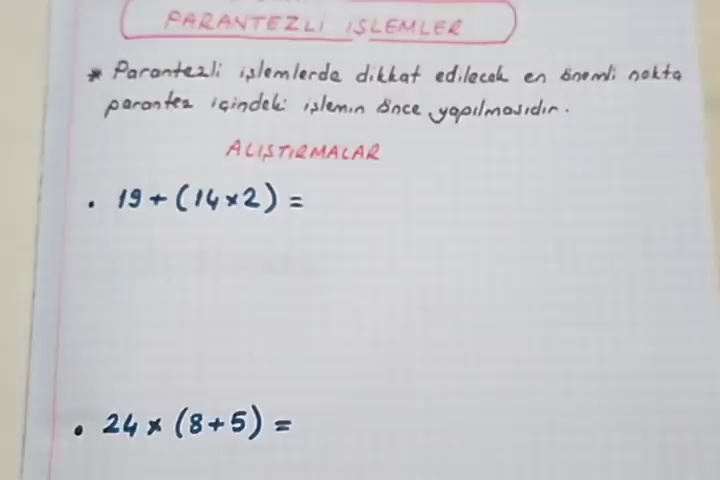 PARANTEZLİ İŞLEMLER
* Parantezli işlemlerde dikkat edilecek en önemli nokta
parantez içindeki işlemin önce yapılmasıdır.
ALIŞTIRMALAR
. 19 + (14 x 2) =
. 24 x (8 + 5) =